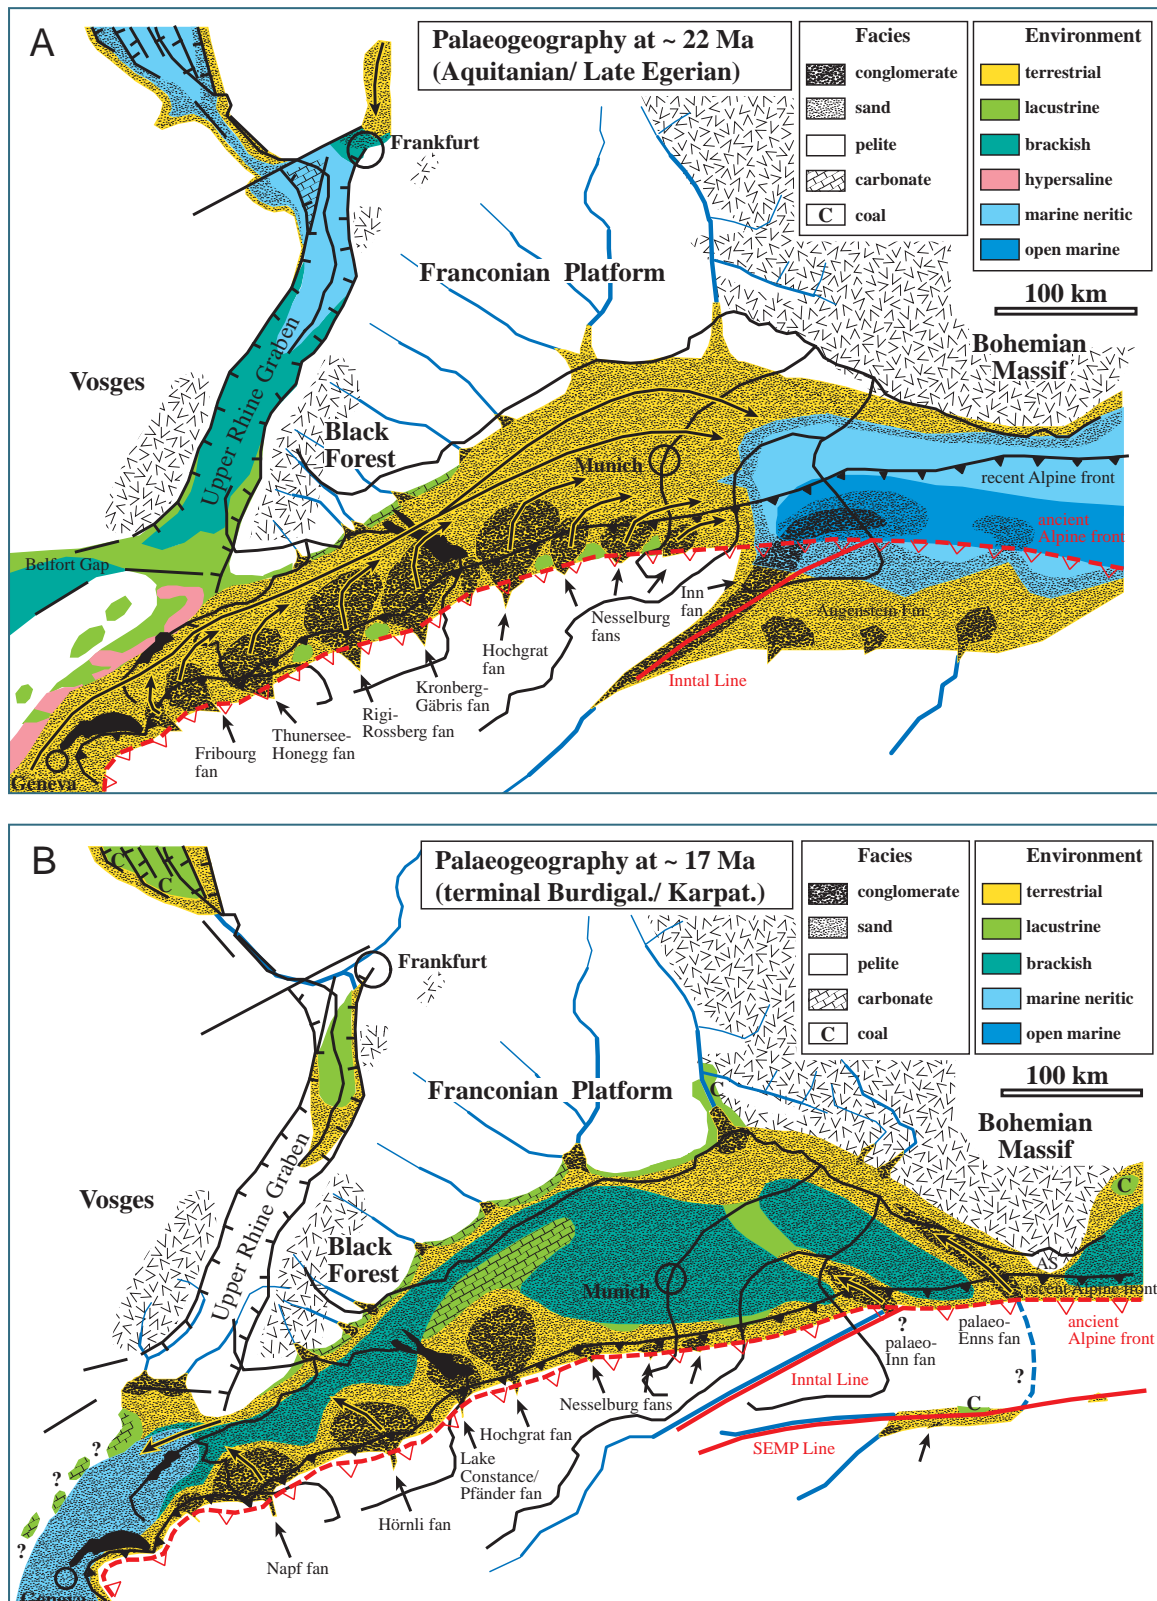 A
Palaeogeography at ~ 22 Ma
(Aquitanian/ Late Egerian)
Facies
conglomerate
sand
pelite
carbonate
C
coal
Environment
terrestrial
lacustrine
brackish
hypersaline
marine neritic
open marine
100 km
Frankfurt
Franconian Platform
Bohemian
Massif
Vosges
Upper Rhine Graben
Black
Forest
Munich
recent Alpine front
ancient
Alpine front
Belfort Gap
Inn
fan
Augenstein Fm
Nesselburg
fans
Hochgrat
fan
Inntal Line
Kronberg-
Gäbris fan
Rigi-
Rossberg fan
Thunersee-
Honegg fan
Fribourg
fan
Geneva
B
Palaeogeography at ~ 17 Ma
(terminal Burdigal./ Karpat.)
Facies
conglomerate
sand
pelite
carbonate
C
coal
Environment
terrestrial
lacustrine
brackish
marine neritic
open marine
100 km
C
C
Frankfurt
Franconian Platform
C
Bohemian
Massif
C
Vosges
Upper Rhine Graben
Black
Forest
Munich
AS
recent Alpine front
ancient
Alpine front
?
palaeo-
Inn fan
palaeo-
Enns fan
?
Inntal Line
Nesselburg fans
C
SEMP Line
Hochgrat fan
Lake
Constance/
Pfänder fan
Hörnli fan
Napf fan
?
?
?
Geneva